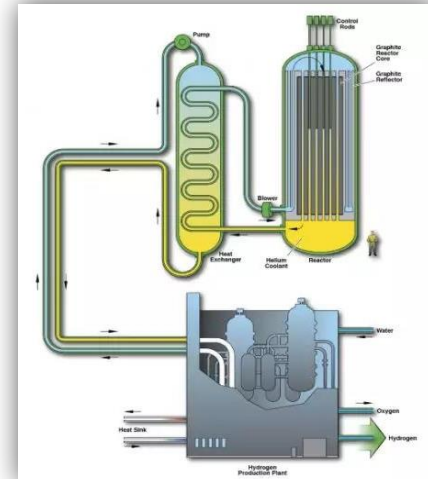 Control
Rods
Pump
Graphite
Reactor
Core
Graphite
Reflector
Blower
Heat
Exchanger
Helium
Coolant
Reactor
Water
Oxygen
Heat Sink
Hydrogen
Hydrogen
Production Plant